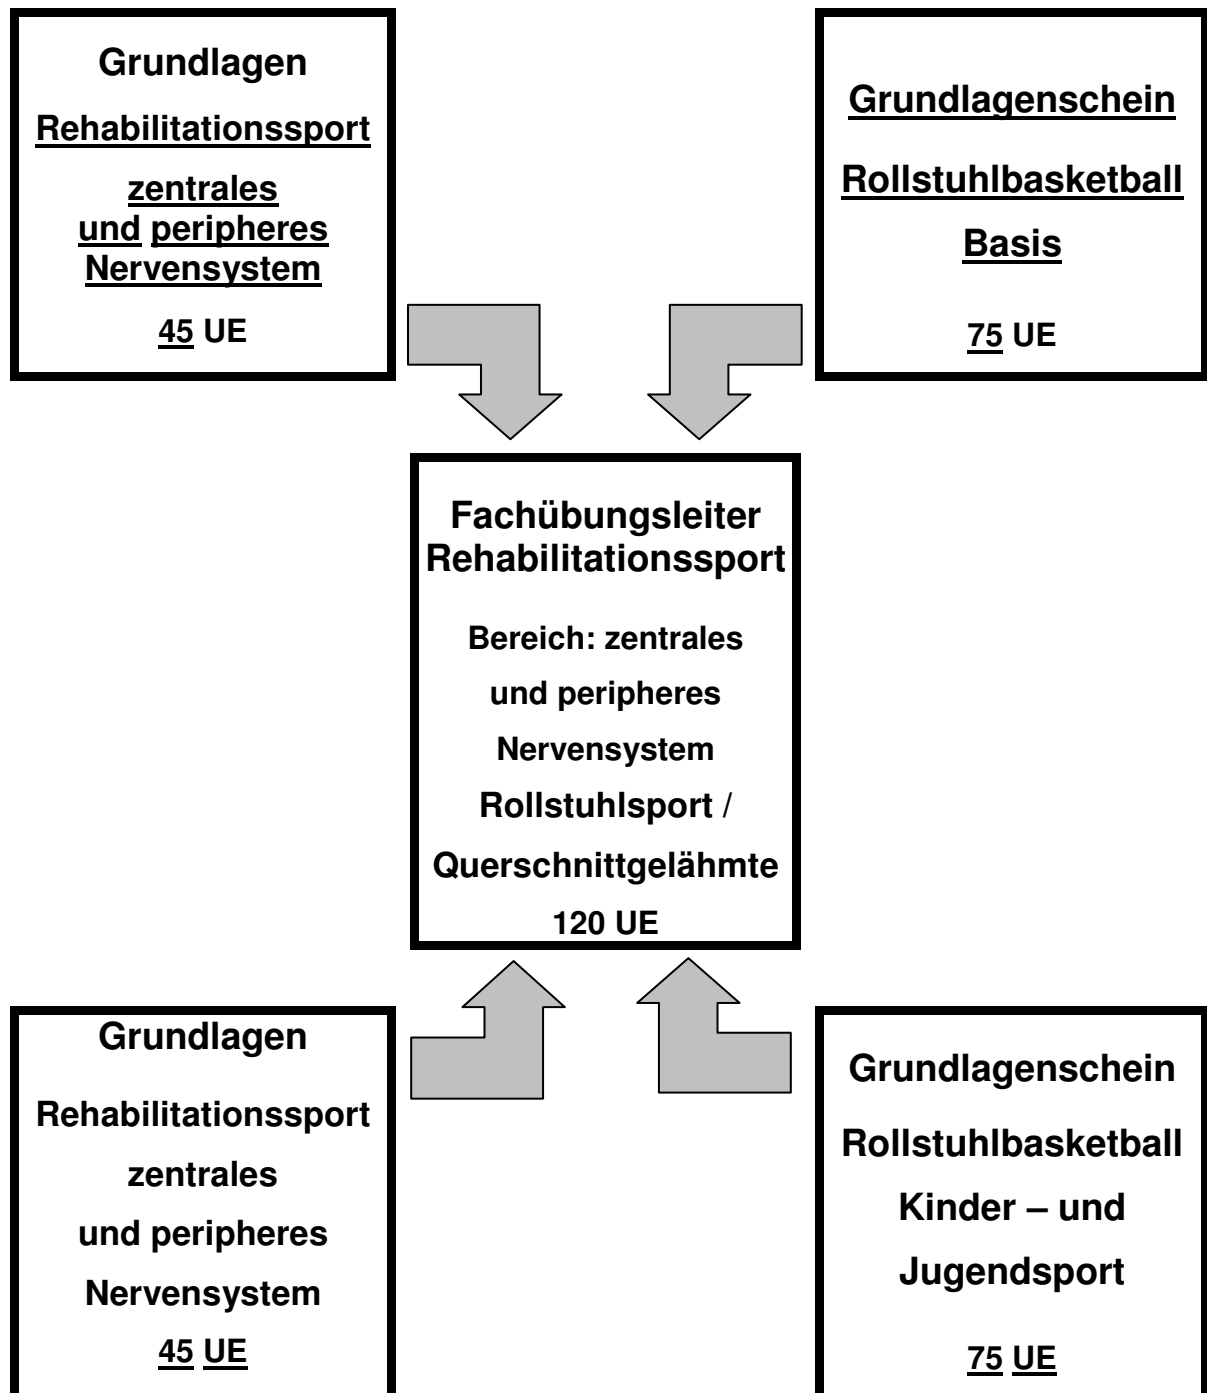 Grundlagen
Rehabilitationssport
zentrales
und peripheres
Nervensystem
45 UE
Grundlagenschein
Rollstuhlbasketball
Basis
75 UE
Fachübungsleiter
Rehabilitationssport
Bereich: zentrales
und peripheres
Nervensystem
Rollstuhlsport /
Querschnittgelähmte
120 UE
Grundlagen
Rehabilitationssport
zentrales
und peripheres
Nervensystem
45 UE
Grundlagenschein
Rollstuhlbasketball
Kinder – und
Jugendsport
75 UE